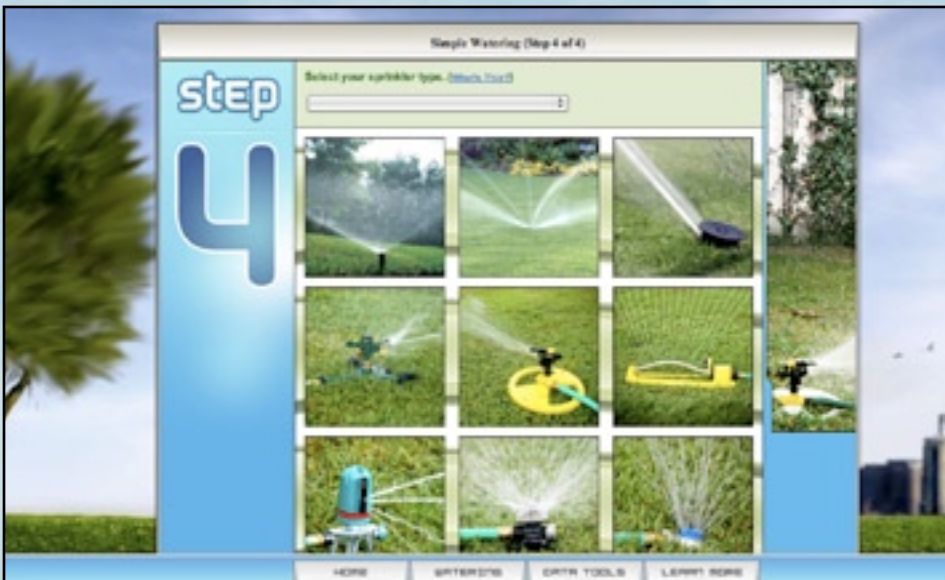 Simple Watering (Step 4 of 4)
step
4
Select your sprinkler type.
HOME
WATERING
DATA TOOLS
LEARN MORE